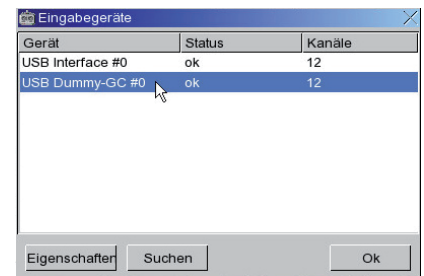 Eingabegeräte
Gerät Status Kanäle
USB Interface #0 ok 12
USB Dummy-GC #0 ok 12
Eigenschaften Suchen Ok